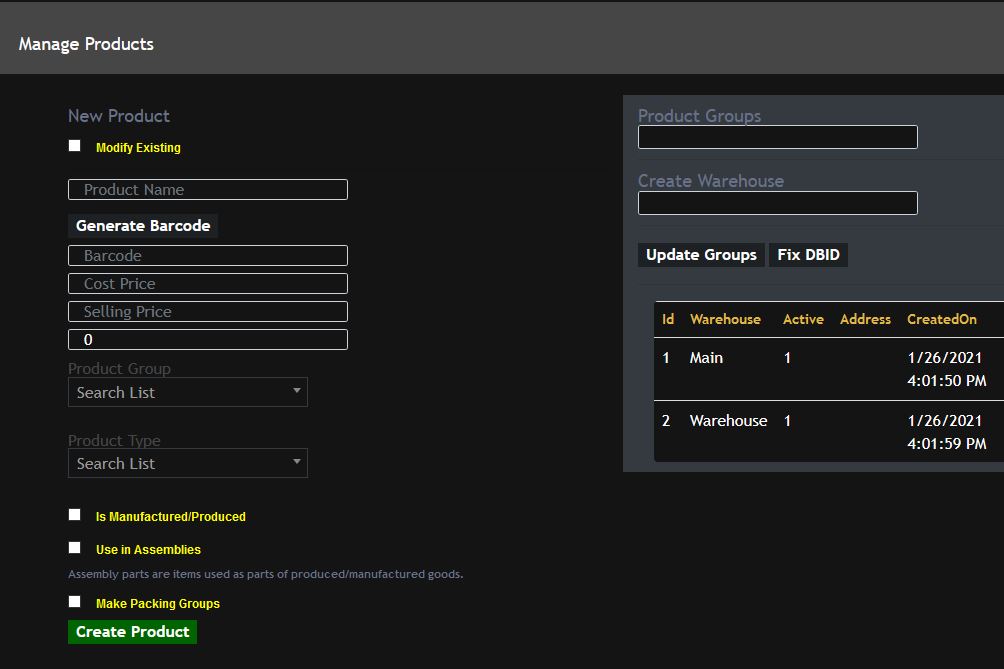 Manage Products
New Product
Modify Existing
Product Name
Generate Barcode
Barcode
Cost Price
Selling Price
0
Product Group
Search List
Product Type
Search List
Is Manufactured/Produced
Use in Assemblies
Assembly parts are items used as parts of produced/manufactured goods.
Make Packing Groups
Create Product
Product Groups
Create Warehouse
Update Groups Fix DBID
Id Warehouse Active Address CreatedOn
1 Main 1 1/26/2021
4:01:50 PM
2 Warehouse 1 1/26/2021
4:01:59 PM